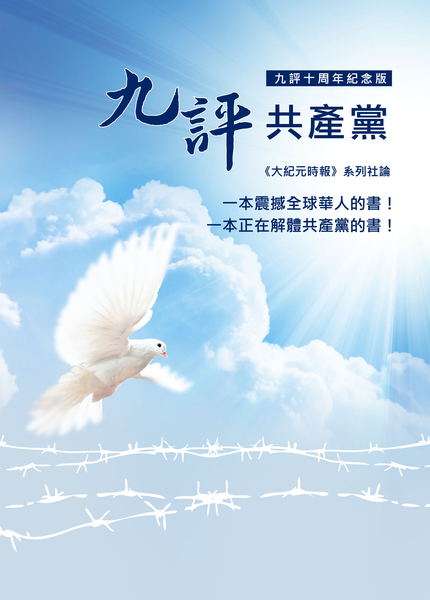 九評十周年紀念版
九評
共產黨
《大紀元時報》系列社論
一本震撼全球華人的書！
一本正在解體共產黨的書！